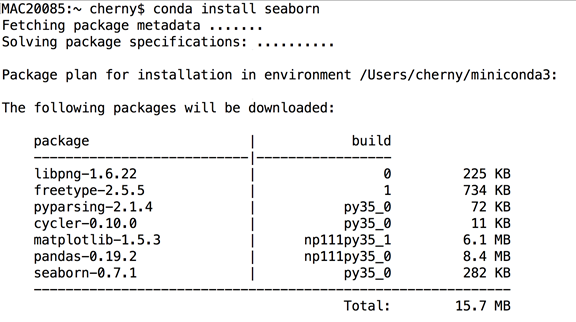 MAC20085:~ cherny$ conda install seaborn
Fetching package metadata .......
Solving package specifications: ..........
Package plan for installation in environment /Users/cherny/miniconda3:
The following packages will be downloaded:
package | build
---------------------------|-----------------
libpng-1.6.22 | 0 225 KB
freetype-2.5.5 | 1 734 KB
pyparsing-2.1.4 | py35_0 72 KB
cycler-0.10.0 | py35_0 11 KB
matplotlib-1.5.3 | np111py35_1 6.1 MB
pandas-0.19.2 | np111py35_0 8.4 MB
seaborn-0.7.1 | py35_0 282 KB
------------------------------------------------------------
Total: 15.7 MB